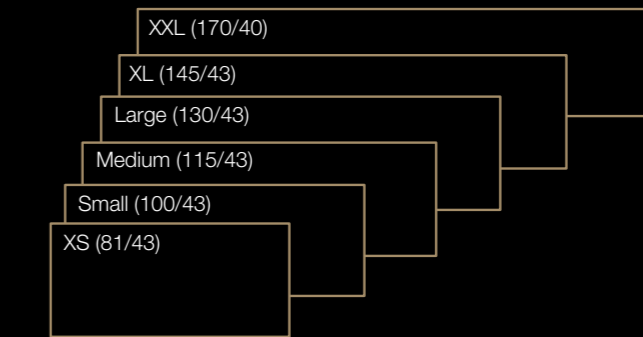 XXL (170/40)
XL (145/43)
Large (130/43)
Medium (115/43)
Small (100/43)
XS (81/43)